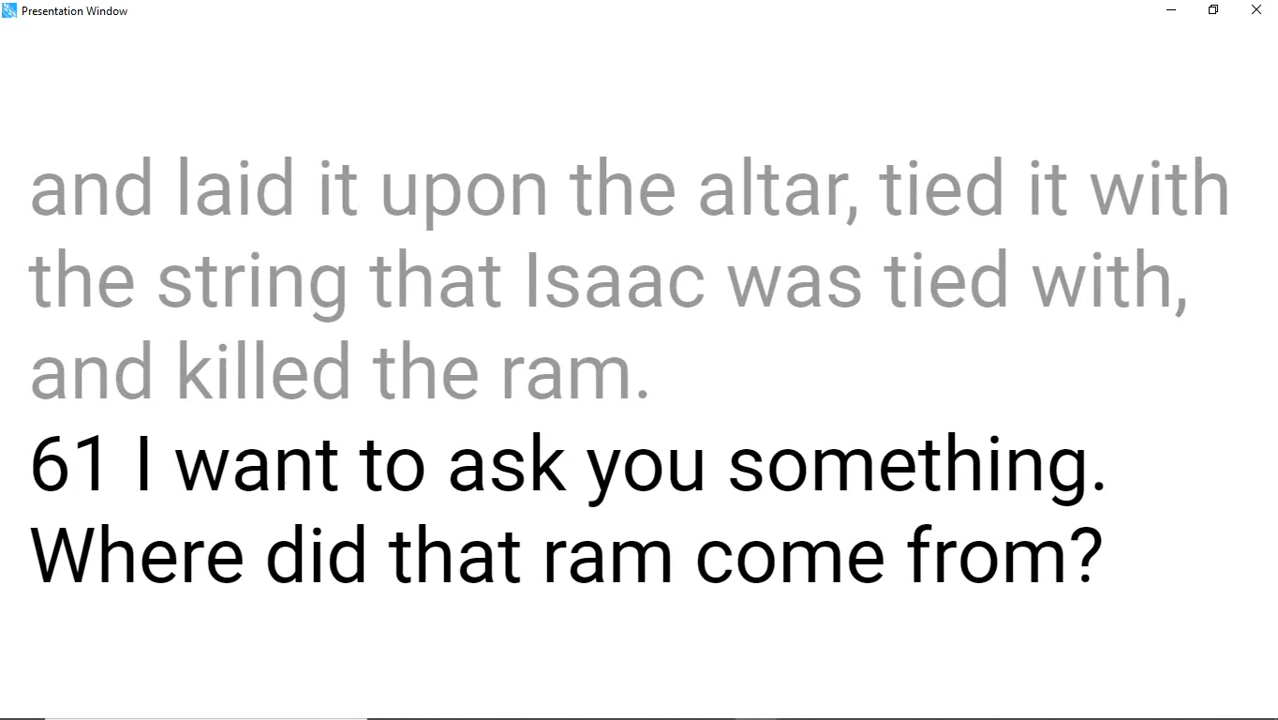 Presentation Window
and laid it upon the altar, tied it with
the string that Isaac was tied with,
and killed the ram.
61 I want to ask you something.
Where did that ram come from?